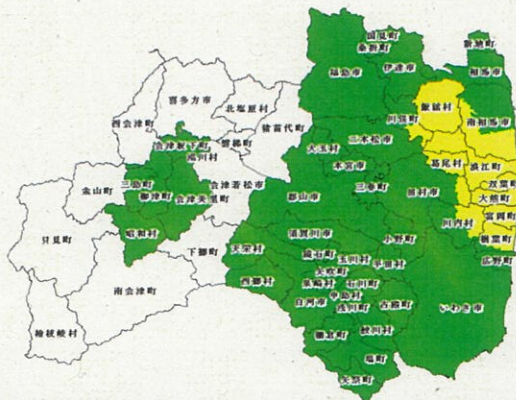 国見町
桑折町
新地町
福島市
伊達市
相馬市
喜多方市
北塩原村
西会津町
猪苗代町
飯舘村
川俣町
南相馬市
磐梯町
会津坂下町
湯川村
二本松市
大玉村
本宮市
葛尾村
浪江町
双葉町
大熊町
三島町
金山町
柳津町
会津若松市
会津美里町
郡山市
三春町
田村市
富岡町
川内村
楢葉町
広野町
昭和村
只見町
下郷町
天栄村
須賀川市
小野町
鏡石町
玉川村
平田村
矢吹町
西郷村
泉崎村
石川町
中島村
白河市
浅川町
古殿町
いわき市
南会津町
檜枝岐村
棚倉町
鮫川村
塙町
矢祭町